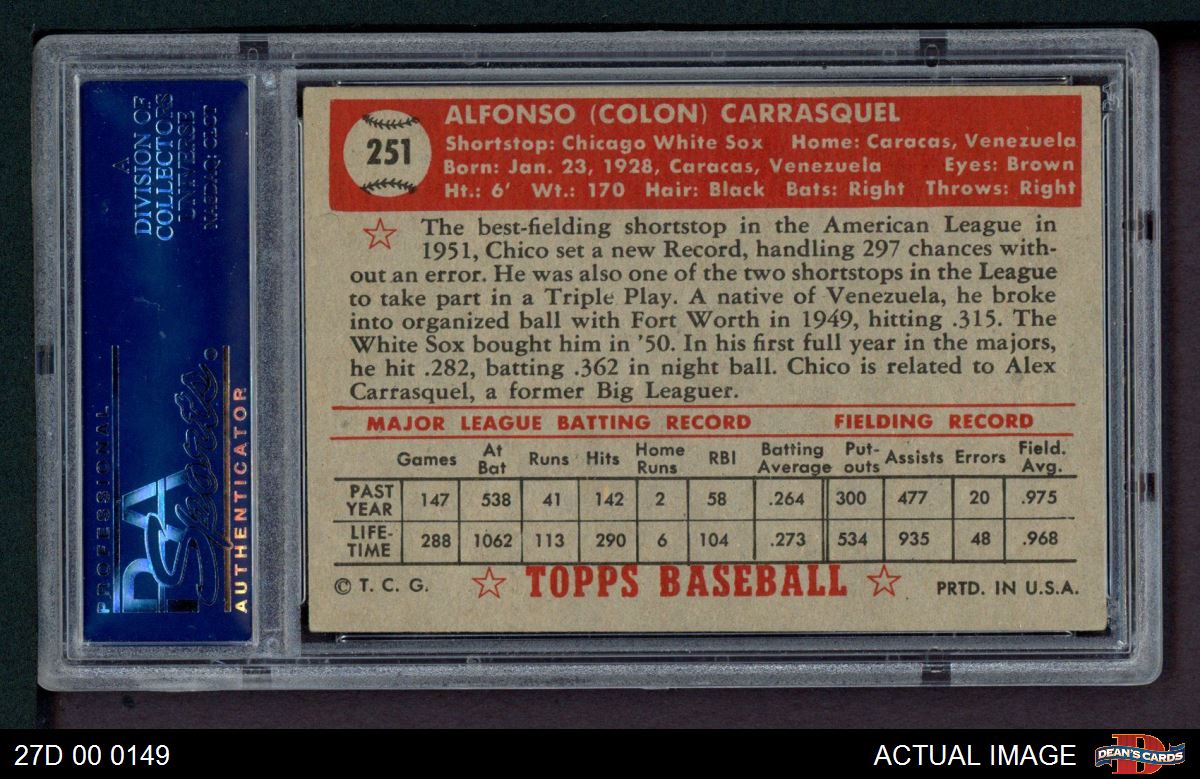 A
DIVISION OF
COLLECTORS
UNIVERSE
NASDAQ: CLCT
PROFESSIONAL
PSA
Sports
AUTHENTICATOR
251
ALFONSO (COLON) CARRASQUEL
Shortstop: Chicago White Sox Home: Caracas, Venezuela
Born: Jan. 23, 1928, Caracas, Venezuela Eyes: Brown
Ht.: 6' Wt.: 170 Hair: Black Bats: Right Throws: Right
The best-fielding shortstop in the American League in
1951, Chico set a new Record, handling 297 chances with-
out an error. He was also one of the two shortstops in the League
to take part in a Triple Play. A native of Venezuela, he broke
into organized ball with Fort Worth in 1949, hitting .315. The
White Sox bought him in '50. In his first full year in the majors,
he hit .282, batting .362 in night ball. Chico is related to Alex
Carrasquel, a former Big Leaguer.
MAJOR LEAGUE BATTING RECORD FIELDING RECORD
Games At Bat Runs Hits Home Runs RBI Batting Average Put-outs Assists Errors Field. Avg.
PAST YEAR 147 538 41 142 2 58 .264 300 477 20 .975
LIFE-TIME 288 1062 113 290 6 104 .273 534 935 48 .968
© T. C. G. TOPPS BASEBALL PRTD. IN U.S.A.
27D 00 0149 ACTUAL IMAGE DEAN'S CARDS